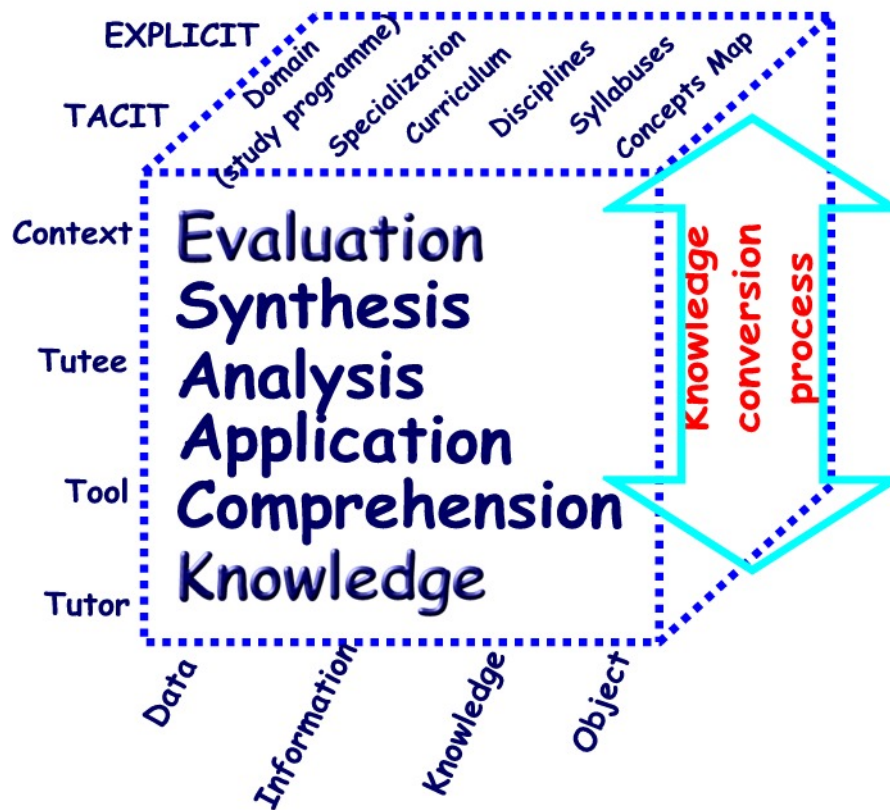 EXPLICIT
TACIT
Domain
(study programme)
Specialization
Curriculum
Disciplines
Syllabuses
Concepts Map
Context
Tutee
Tool
Tutor
Evaluation
Synthesis
Analysis
Application
Comprehension
Knowledge
Knowledge
conversion
process
Data
Information
Knowledge
Object